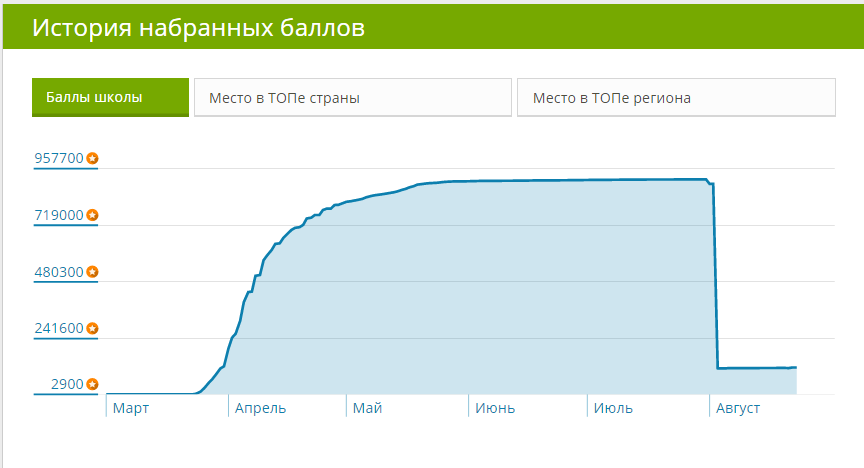 История набранных баллов
Баллы школы
Место в ТОПе страны
Место в ТОПе региона
957700
719000
480300
241600
2900
Март
Апрель
Май
Июнь
Июль
Август